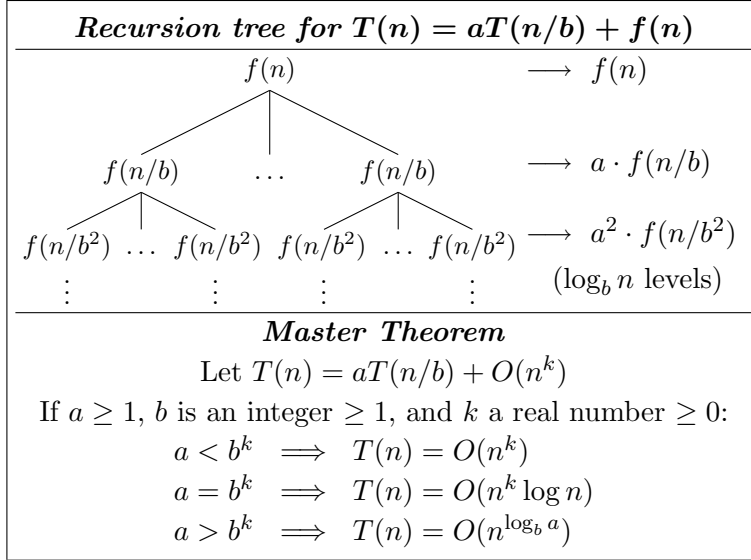 Recursion tree for T(n) = aT(n/b) + f(n)
f(n) ⟶ f(n)
f(n/b) … f(n/b) ⟶ a · f(n/b)
f(n/b²) … f(n/b²) f(n/b²) … f(n/b²) ⟶ a² · f(n/b²)
⋮ ⋮ ⋮ ⋮ (log_b n levels)
Master Theorem
Let T(n) = aT(n/b) + O(n^k)
If a ≥ 1, b is an integer ≥ 1, and k a real number ≥ 0:
a < b^k ⟹ T(n) = O(n^k)
a = b^k ⟹ T(n) = O(n^k log n)
a > b^k ⟹ T(n) = O(n^{log_b a})